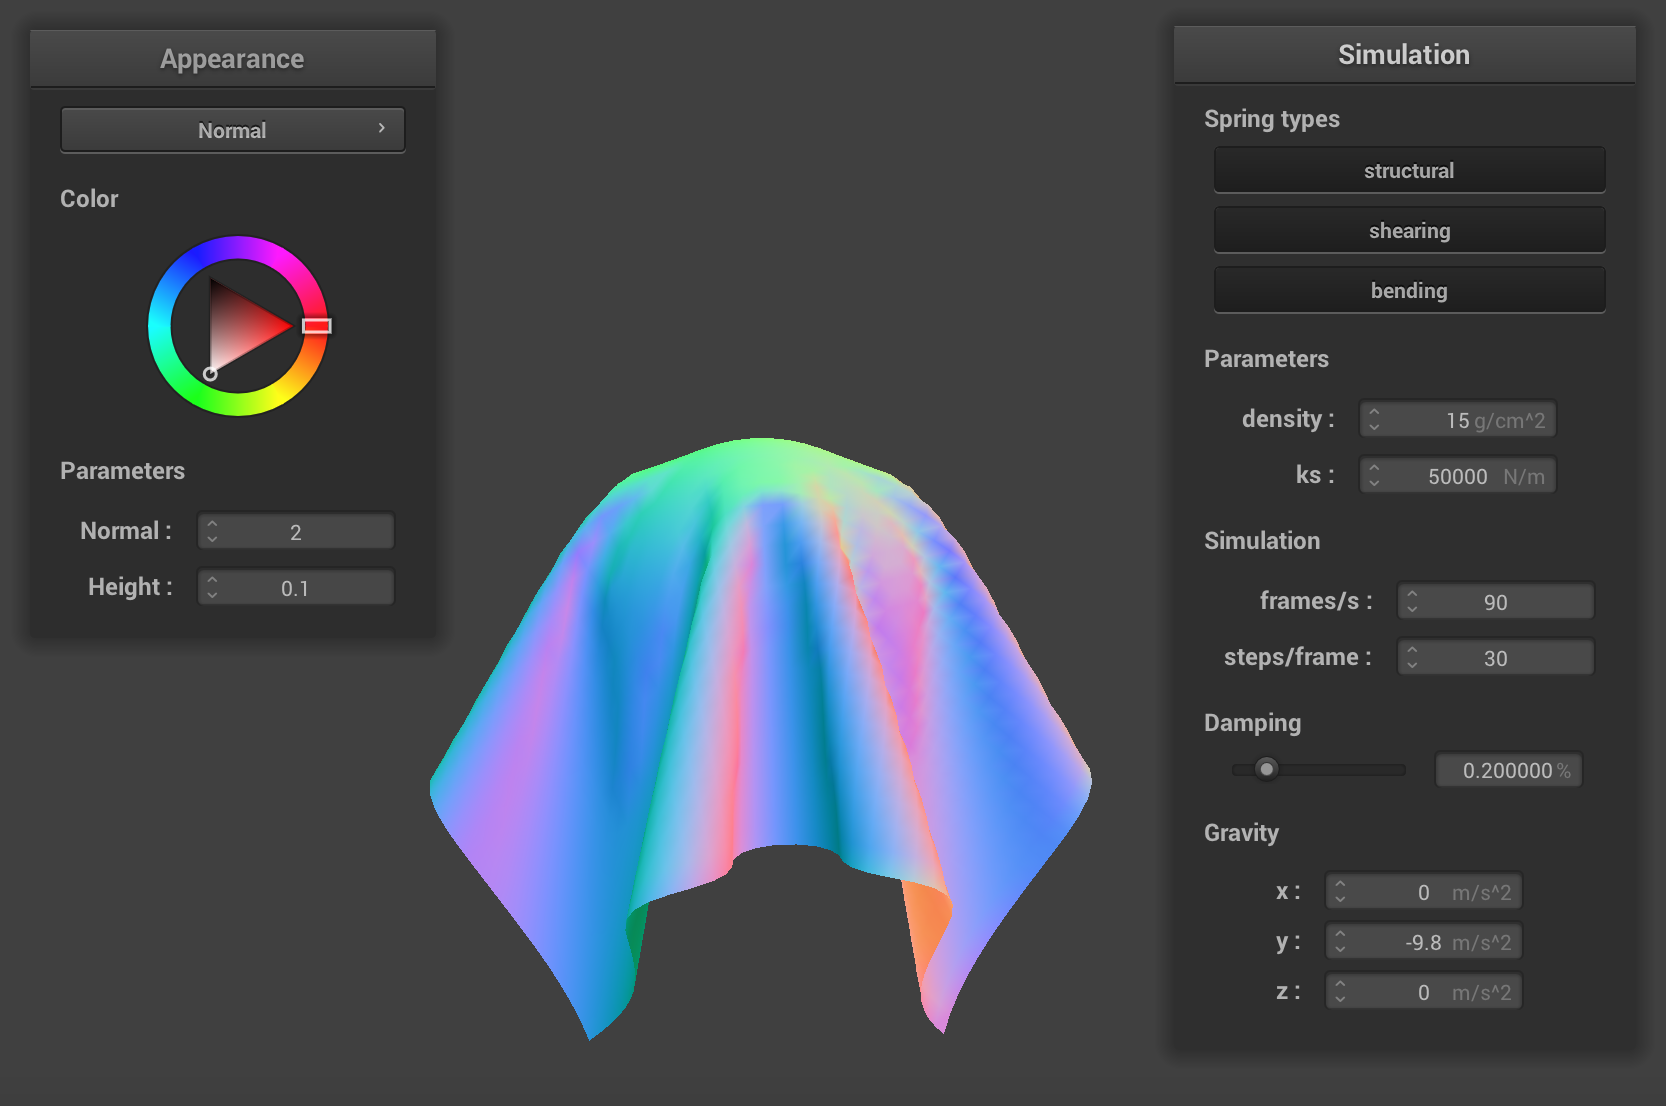 Appearance
Normal
Color
Parameters
Normal : 2
Height : 0.1
Simulation
Spring types
structural
shearing
bending
Parameters
density : 15 g/cm^2
ks : 50000 N/m
Simulation
frames/s : 90
steps/frame : 30
Damping
0.200000 %
Gravity
x : 0 m/s^2
y : -9.8 m/s^2
z : 0 m/s^2